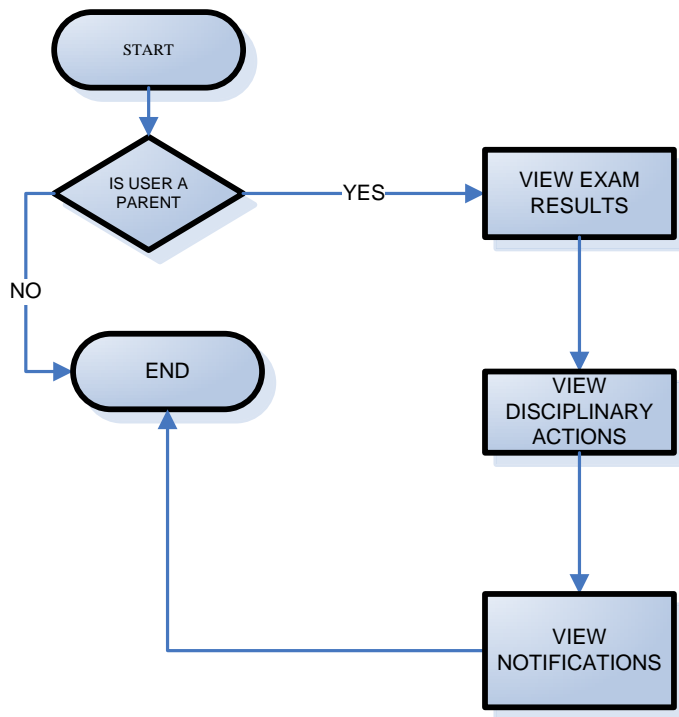 START
IS USER A
PARENT
YES
VIEW EXAM
RESULTS
NO
END
VIEW
DISCIPLINARY
ACTIONS
VIEW
NOTIFICATIONS